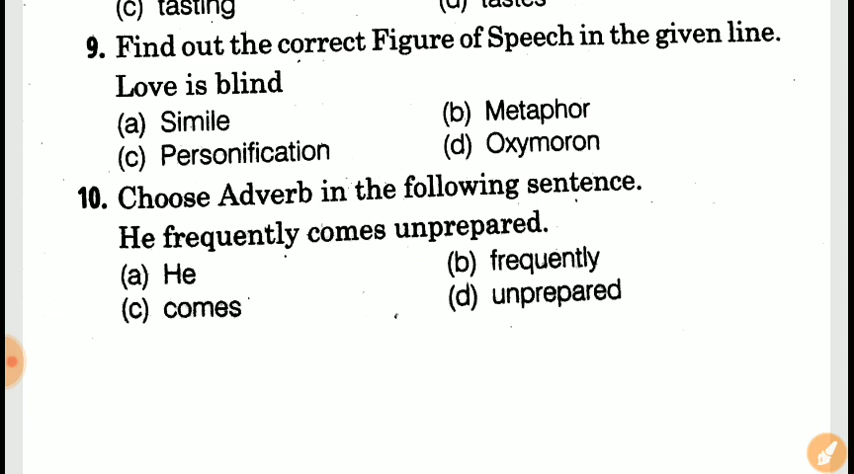 (c) tasting
9. Find out the correct Figure of Speech in the given line.
Love is blind
(a) Simile (b) Metaphor
(c) Personification (d) Oxymoron
10. Choose Adverb in the following sentence.
He frequently comes unprepared.
(a) He (b) frequently
(c) comes (d) unprepared